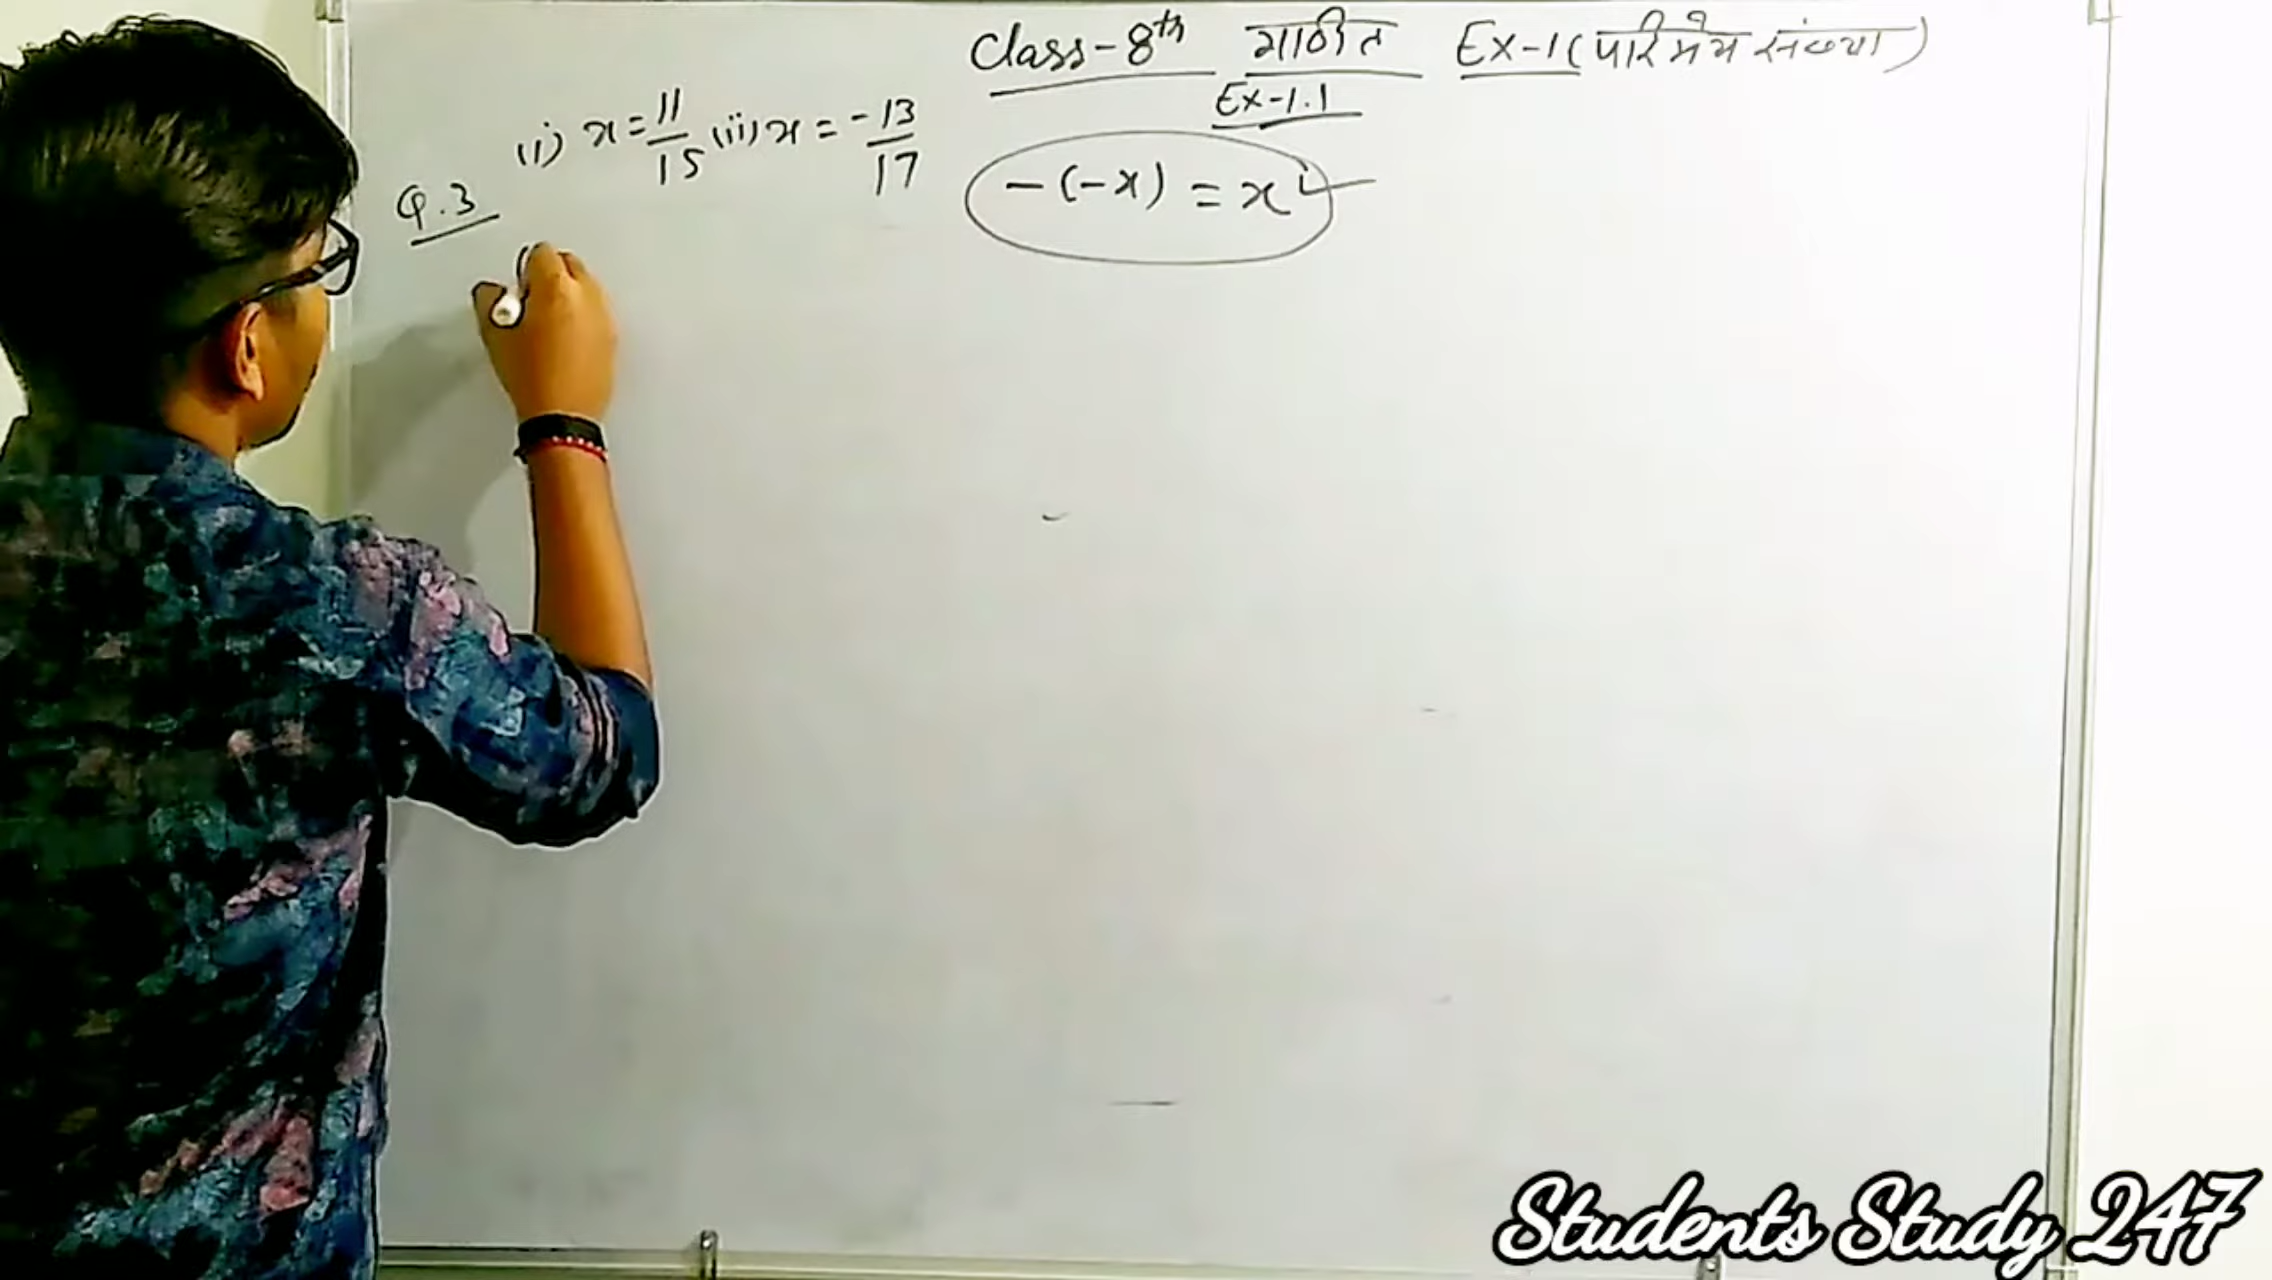 Class-8th गणित Ex-1(परिमेय संख्या)
Ex-1.1
Q.3 (i) x=11/15 (ii) x=-13/17
-(-x) = x
Students Study 247